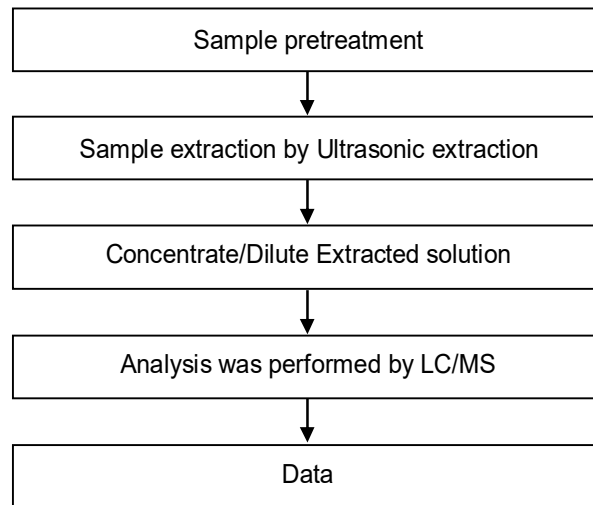 Sample pretreatment
Sample extraction by Ultrasonic extraction
Concentrate/Dilute Extracted solution
Analysis was performed by LC/MS
Data